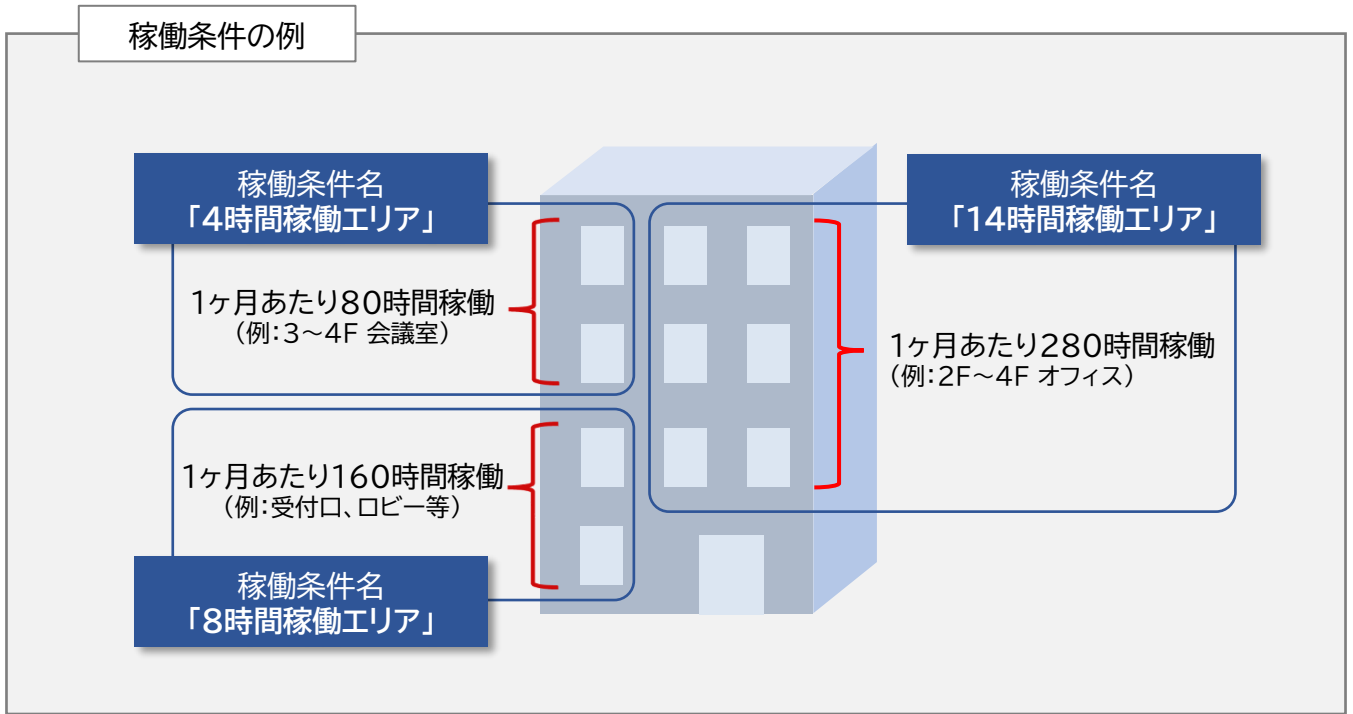 稼働条件の例
稼働条件名
「4時間稼働エリア」
1ヶ月あたり80時間稼働
（例：3～4F 会議室）
1ヶ月あたり160時間稼働
（例：受付口、ロビー等）
稼働条件名
「8時間稼働エリア」
稼働条件名
「14時間稼働エリア」
1ヶ月あたり280時間稼働
（例：2F～4F オフィス）